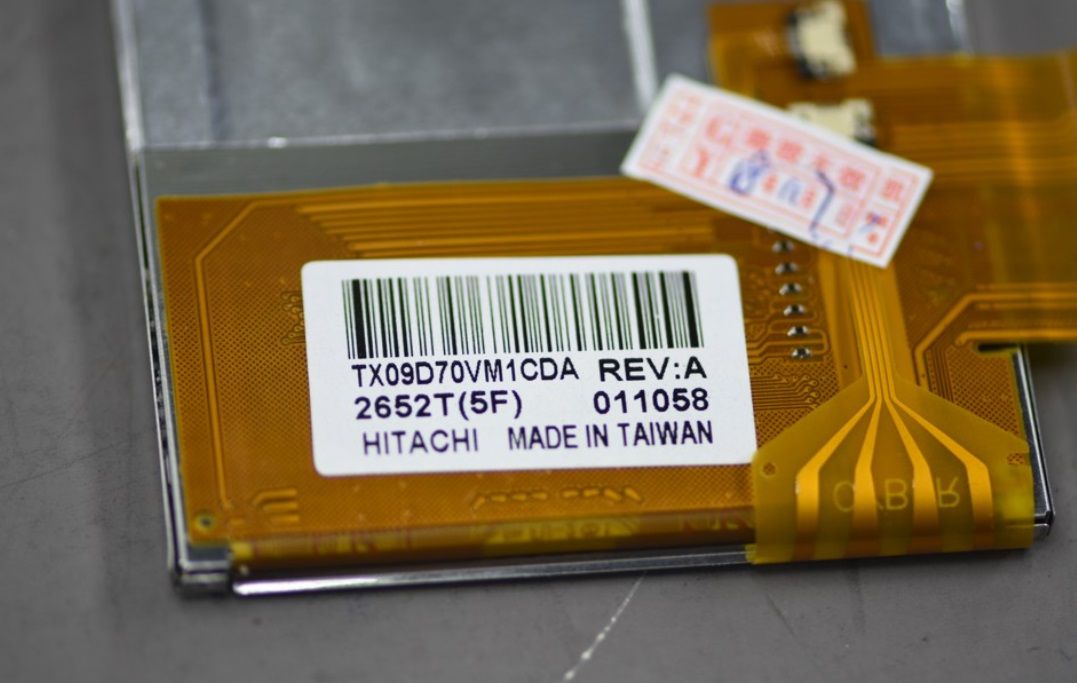 TX09D70VM1CDA REV:A
2652T(5F) 011058
HITACHI MADE IN TAIWAN